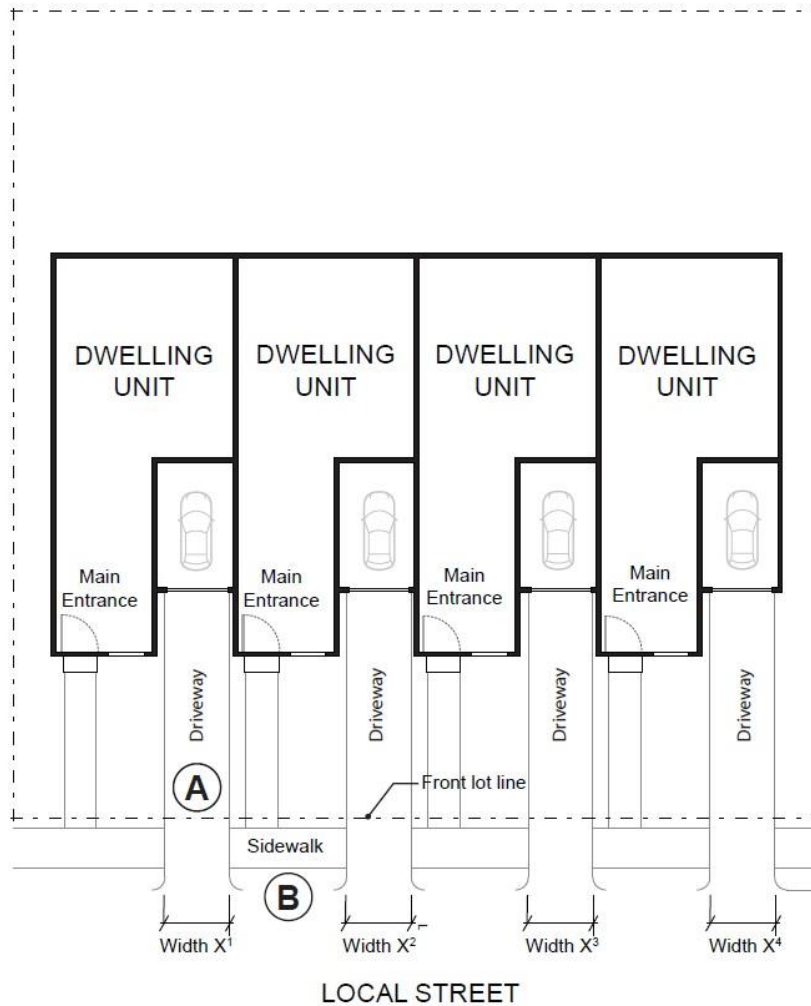 DWELLING
UNIT
DWELLING
UNIT
DWELLING
UNIT
DWELLING
UNIT
Main
Entrance
Main
Entrance
Main
Entrance
Main
Entrance
Driveway
Driveway
Driveway
Driveway
A
Front lot line
Sidewalk
B
Width X¹
Width X²
Width X³
Width X⁴
LOCAL STREET